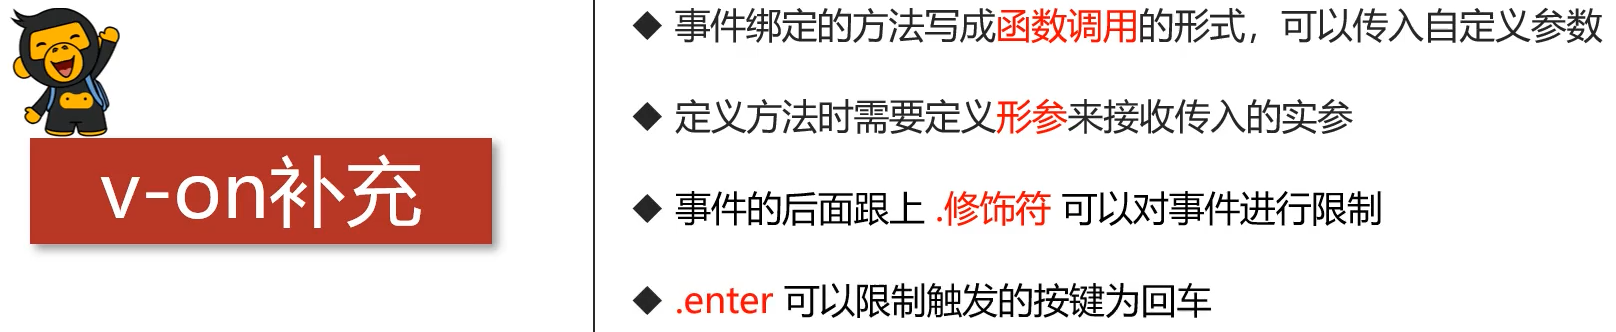 v-on补充
◆ 事件绑定的方法写成函数调用的形式，可以传入自定义参数
◆ 定义方法时需要定义形参来接收传入的实参
◆ 事件的后面跟上 .修饰符 可以对事件进行限制
◆ .enter 可以限制触发的按键为回车